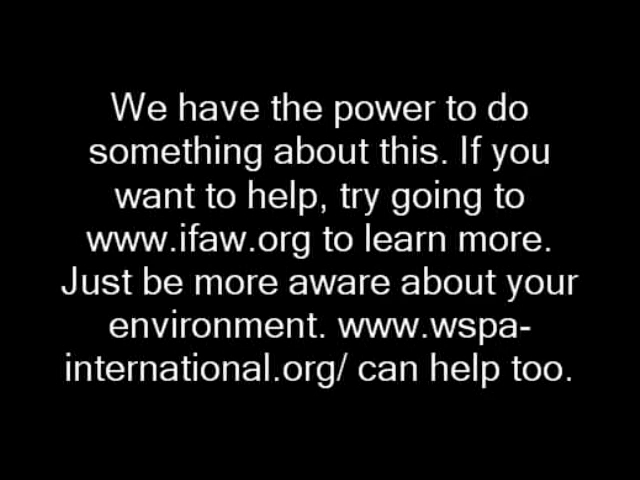 We have the power to do
something about this. If you
want to help, try going to
www.ifaw.org to learn more.
Just be more aware about your
environment. www.wspa-
international.org/ can help too.